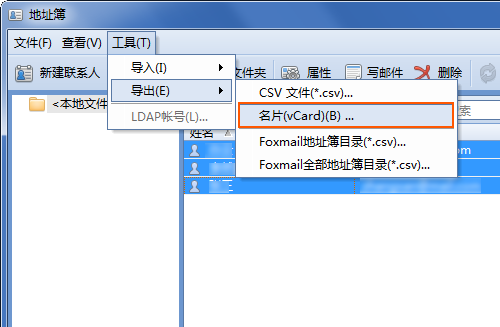 地址簿
文件(F) 查看(V) 工具(T)
新建联系人 文件夹 属性 写邮件 删除
导入(I)
导出(E)
LDAP帐号(L)...
CSV 文件(*.csv)...
名片(vCard)(B) ...
Foxmail地址簿目录(*.csv)...
Foxmail全部地址簿目录(*.csv)...
<本地文件
姓名
om